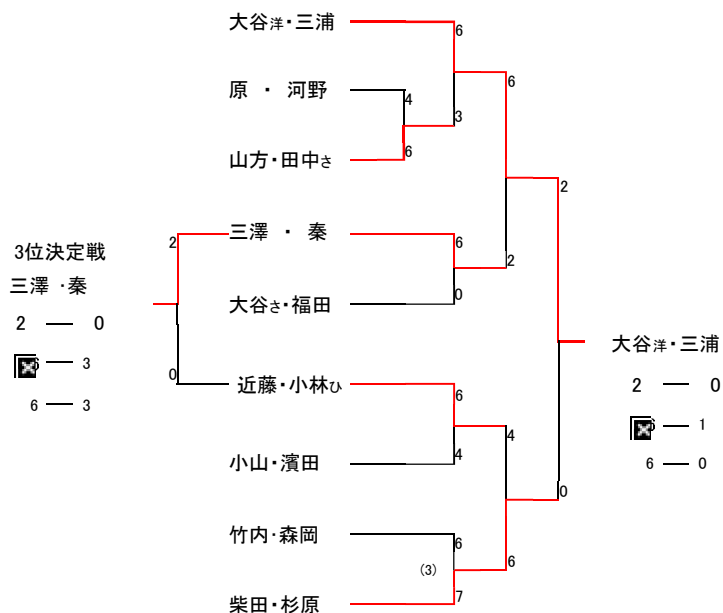 大谷洋・三浦
6
6
原 ・ 河野
4
3
6
山方・田中さ
2
三澤 ・ 秦
2
6
2
3位決定戦
三澤 ・秦
0
大谷さ・福田
2 — 0
大谷洋・三浦
6 — 3
0
近藤・小林ひ
6
2 — 0
6 — 3
4
6 — 1
小山・濱田
4
6 — 0
0
竹内・森岡
6
(3)
6
柴田・杉原
7